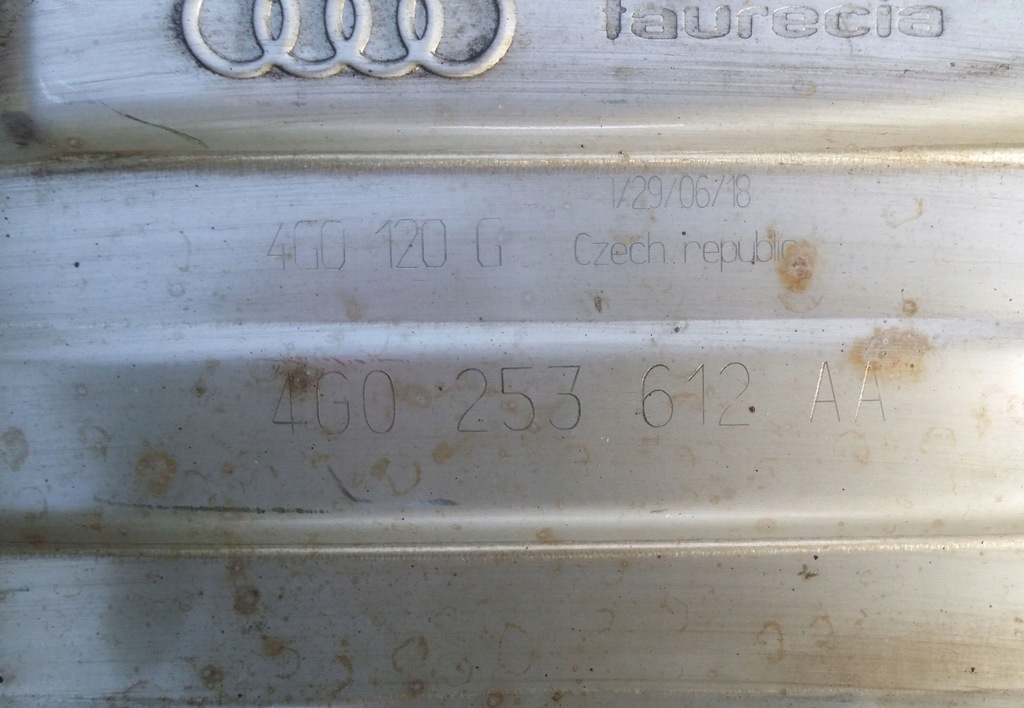 faurecia
1/29/06/18
4G0 120 G Czech republic
4G0 253 612 AA